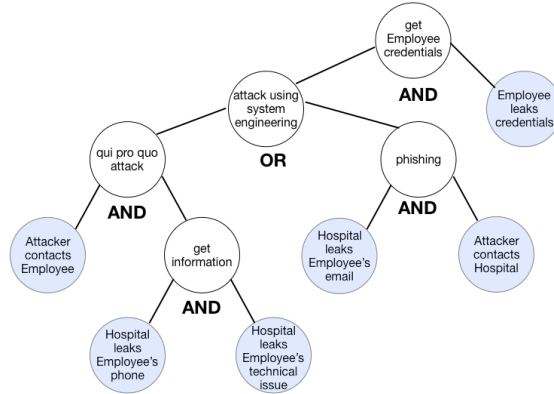 get
Employee
credentials
AND
attack using
system
engineering
OR
Employee
leaks
credentials
qui pro quo
attack
AND
phishing
AND
Attacker
contacts
Employee
get
information
AND
Hospital
leaks
Employee's
email
Attacker
contacts
Hospital
Hospital
leaks
Employee's
phone
Hospital
leaks
Employee's
technical
issue